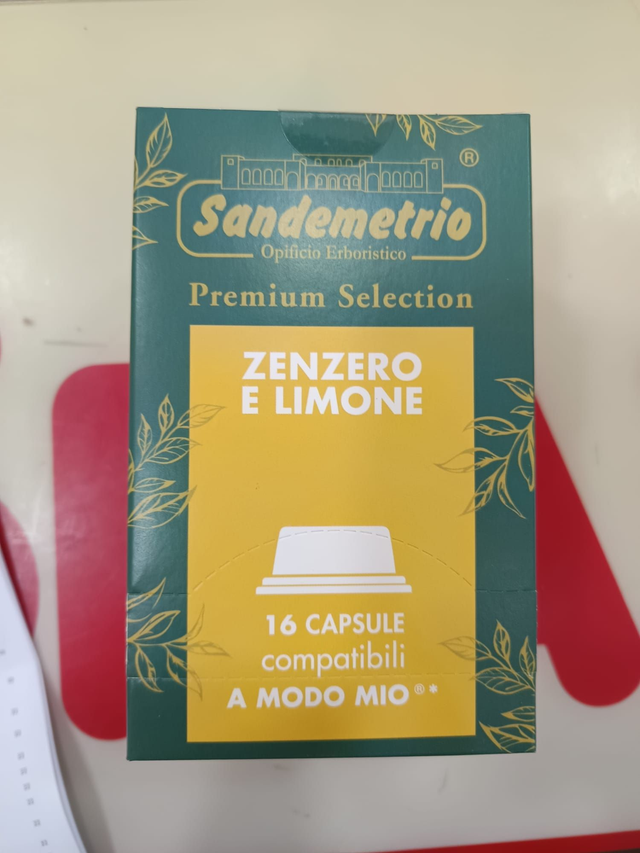 ®
Sandemetrio
Opificio Erboristico
Premium Selection
ZENZERO
E LIMONE
16 CAPSULE
compatibili
A MODO MIO®*